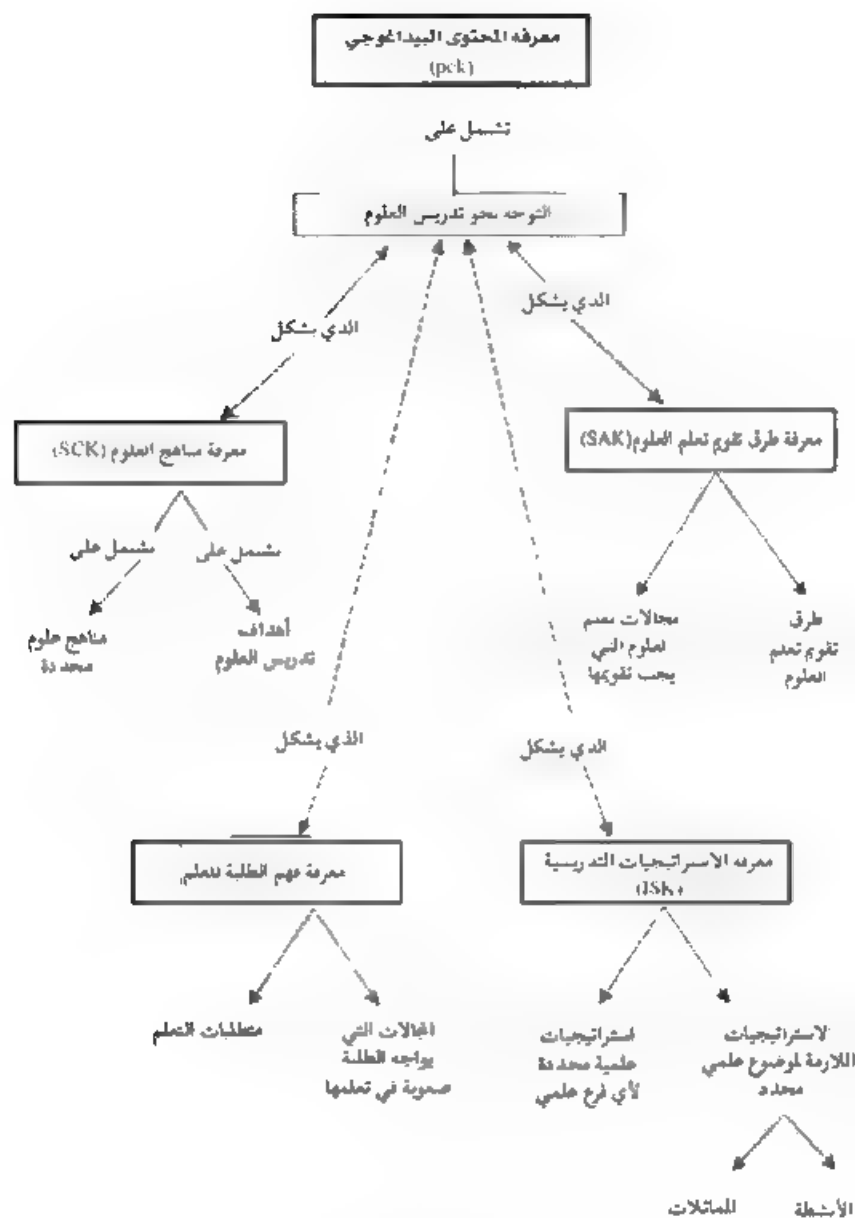 معرفه المحتوى البيداغوجي
(pck)
تشمل على
التوجه نحو تدريس العلوم
الذي يشكل
الذي يشكل
معرفة طرق تقويم تعلم العلوم(SAK)
معرفة مناهج العلوم (SCK)
تشمل على
تشمل على
طرق
تقويم تعلم
العلوم
مجالات تعلم
لعلوم التي
يجب تقويمها
أهداف
تدريس العلوم
مناهج علوم
محددة
الذي يشكل
الذي يشكل
معرفه الاستراتيجيات التدريسية
(ISK)
معرفة فهم الطلبة للتعلم
الاستراتيجيات
اللازمة لموضوع علمي
محدد
استراتيجيات
علمية محددة
لأي فرع علمي
المجالات التي
يواجه الطلبة
صعوبة في تعلمها
متطلبات التعلم
الأنشطة
المماثلات